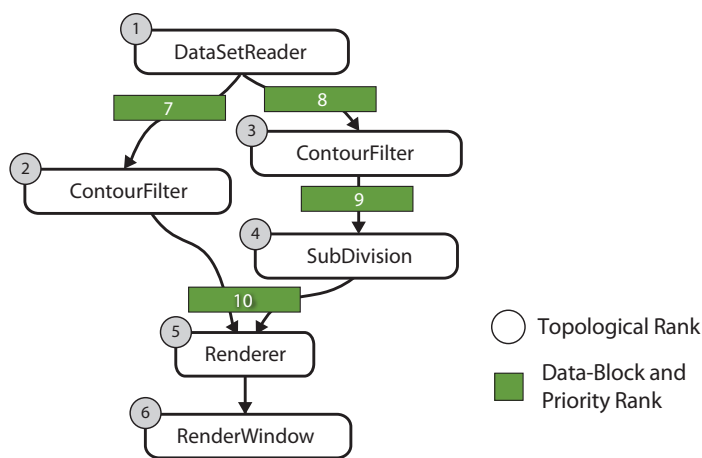 1
DataSetReader
7
8
3
ContourFilter
2
ContourFilter
9
4
SubDivision
10
5
Renderer
6
RenderWindow
Topological Rank
Data-Block and
Priority Rank